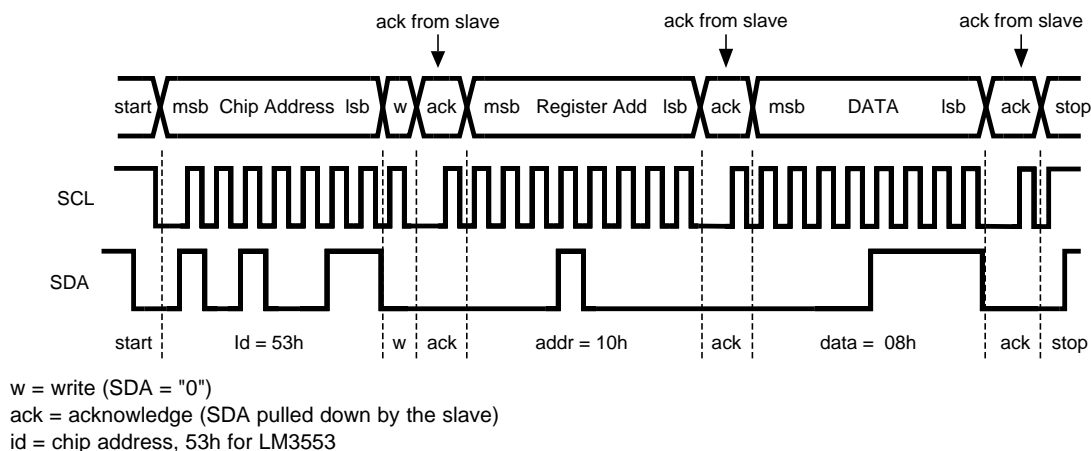 ack from slave ack from slave ack from slave
start msb Chip Address lsb w ack msb Register Add lsb ack msb DATA lsb ack stop
SCL
SDA
start Id = 53h w ack addr = 10h ack data = 08h ack stop
w = write (SDA = "0")
ack = acknowledge (SDA pulled down by the slave)
id = chip address, 53h for LM3553